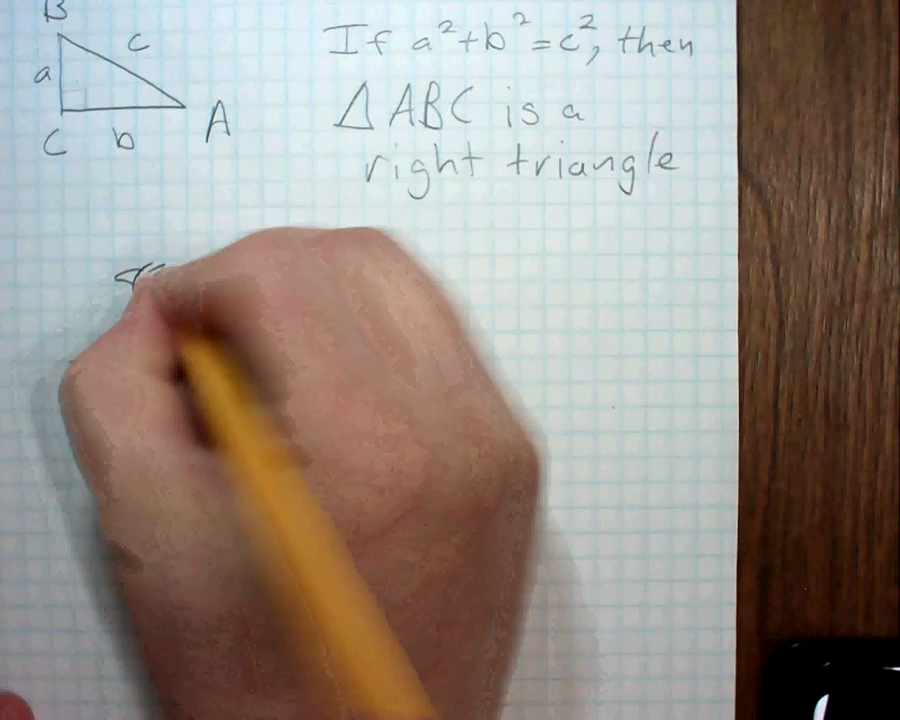 B
c
a
C
b
A
If a²+b²=c², then
△ABC is a
right triangle